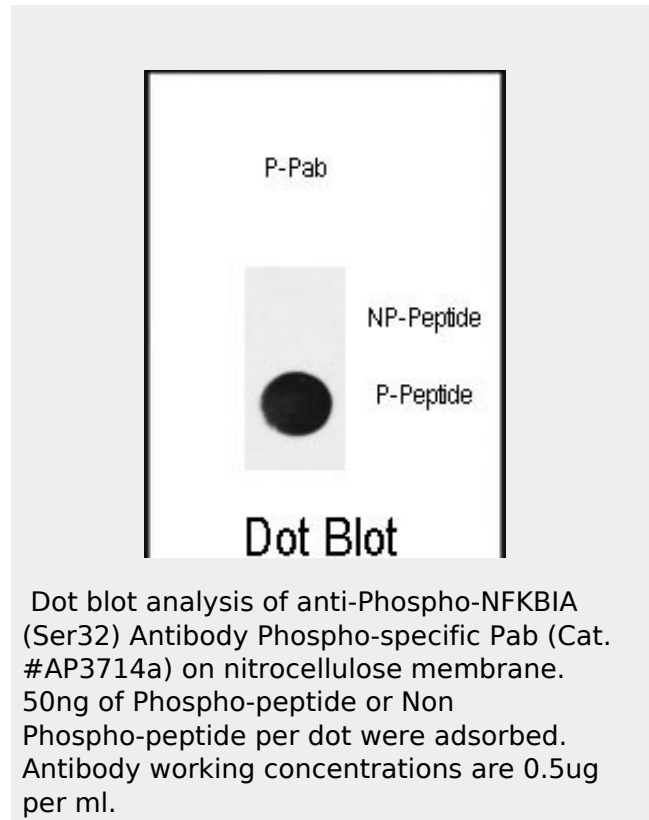 P-Pab
NP-Peptide
P-Peptide
Dot Blot
Dot blot analysis of anti-Phospho-NFKBIA
(Ser32) Antibody Phospho-specific Pab (Cat.
#AP3714a) on nitrocellulose membrane.
50ng of Phospho-peptide or Non
Phospho-peptide per dot were adsorbed.
Antibody working concentrations are 0.5ug
per ml.